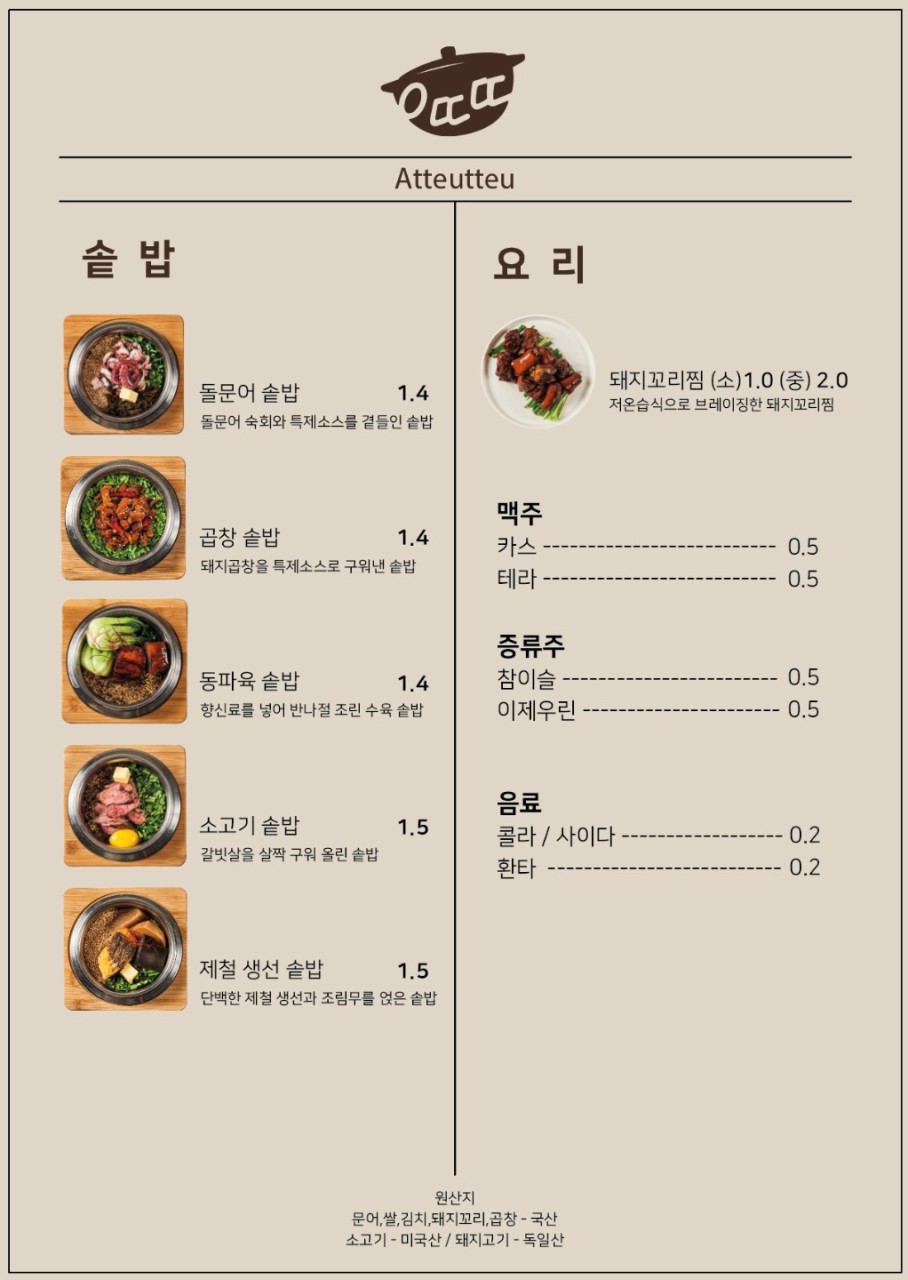 으뜨뜨
Atteutteu
솥 밥
돌문어 솥밥 1.4
돌문어 숙회와 특제소스를 곁들인 솥밥
곱창 솥밥 1.4
돼지곱창을 특제소스로 구워낸 솥밥
동파육 솥밥 1.4
향신료를 넣어 반나절 조린 수육 솥밥
소고기 솥밥 1.5
갈빗살을 살짝 구워 올린 솥밥
제철 생선 솥밥 1.5
단백한 제철 생선과 조림무를 얹은 솥밥
요 리
돼지꼬리찜 (소)1.0 (중) 2.0
저온습식으로 브레이징한 돼지꼬리찜
맥주
카스 ------------------------- 0.5
테라 ------------------------- 0.5
증류주
참이슬 ----------------------- 0.5
이제우린 --------------------- 0.5
음료
콜라 / 사이다 ----------------- 0.2
환타 ------------------------- 0.2
원산지
문어,쌀,김치,돼지꼬리,곱창 - 국산
소고기 - 미국산 / 돼지고기 - 독일산